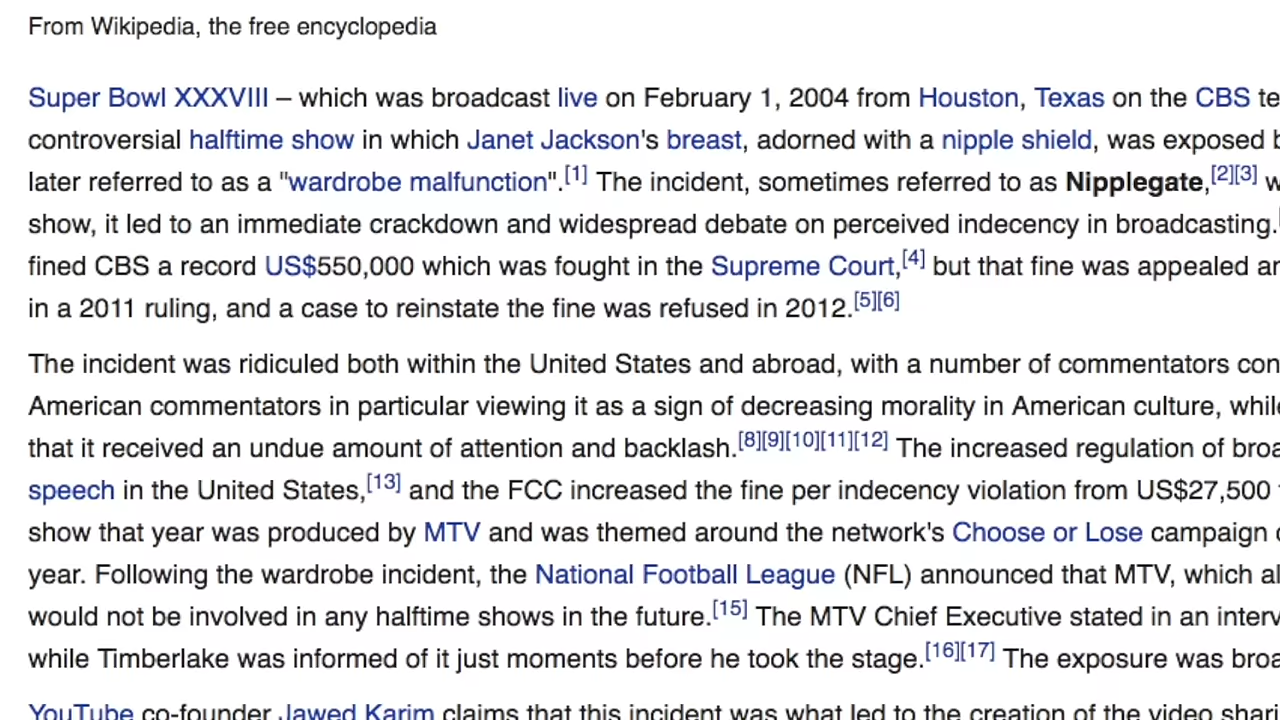 From Wikipedia, the free encyclopedia
Super Bowl XXXVIII – which was broadcast live on February 1, 2004 from Houston, Texas on the CBS te
controversial halftime show in which Janet Jackson's breast, adorned with a nipple shield, was exposed b
later referred to as a "wardrobe malfunction".[1] The incident, sometimes referred to as Nipplegate,[2][3] w
show, it led to an immediate crackdown and widespread debate on perceived indecency in broadcasting.
fined CBS a record US$550,000 which was fought in the Supreme Court,[4] but that fine was appealed an
in a 2011 ruling, and a case to reinstate the fine was refused in 2012.[5][6]
The incident was ridiculed both within the United States and abroad, with a number of commentators con
American commentators in particular viewing it as a sign of decreasing morality in American culture, while
that it received an undue amount of attention and backlash.[8][9][10][11][12] The increased regulation of broa
speech in the United States,[13] and the FCC increased the fine per indecency violation from US$27,500
show that year was produced by MTV and was themed around the network's Choose or Lose campaign
year. Following the wardrobe incident, the National Football League (NFL) announced that MTV, which al
would not be involved in any halftime shows in the future.[15] The MTV Chief Executive stated in an interv
while Timberlake was informed of it just moments before he took the stage.[16][17] The exposure was broa
YouTube co-founder Jawed Karim claims that this incident was what led to the creation of the video shari